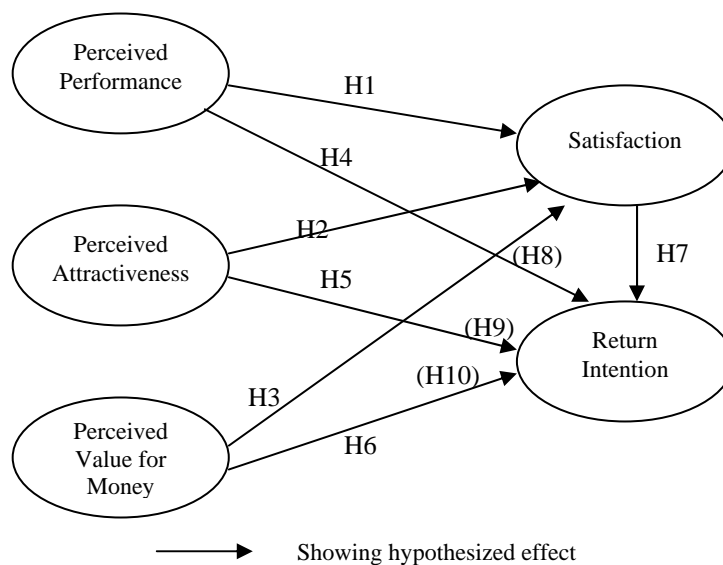 Perceived
Performance
H1
Satisfaction
H4
H2
(H8)
H7
Perceived
Attractiveness
H5
(H9)
Return
Intention
(H10)
H3
H6
Perceived
Value for
Money
Showing hypothesized effect